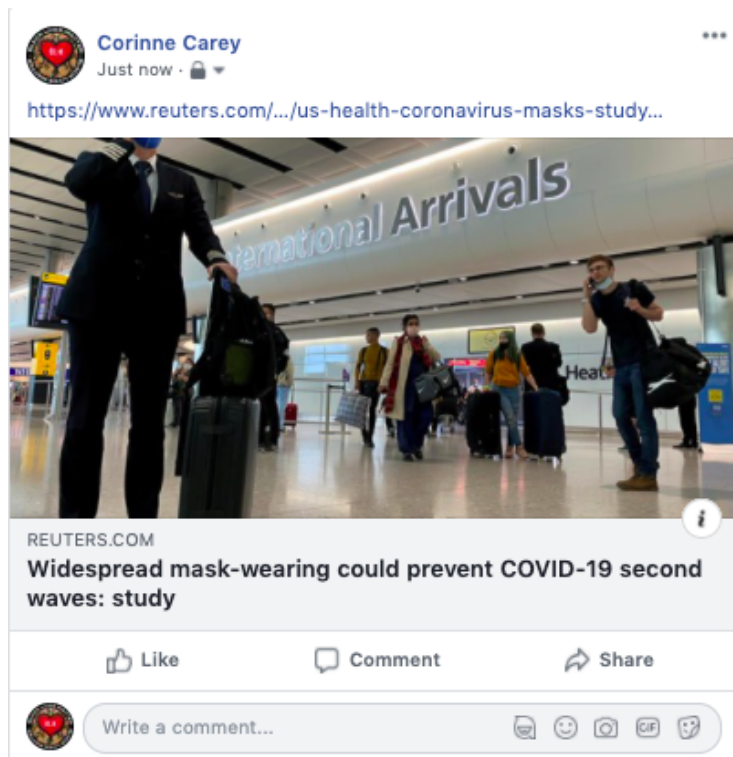 Corinne Carey
Just now ·
https://www.reuters.com/.../us-health-coronavirus-masks-study...
International Arrivals
REUTERS.COM
Widespread mask-wearing could prevent COVID-19 second
waves: study
Like Comment Share
Write a comment... GIF